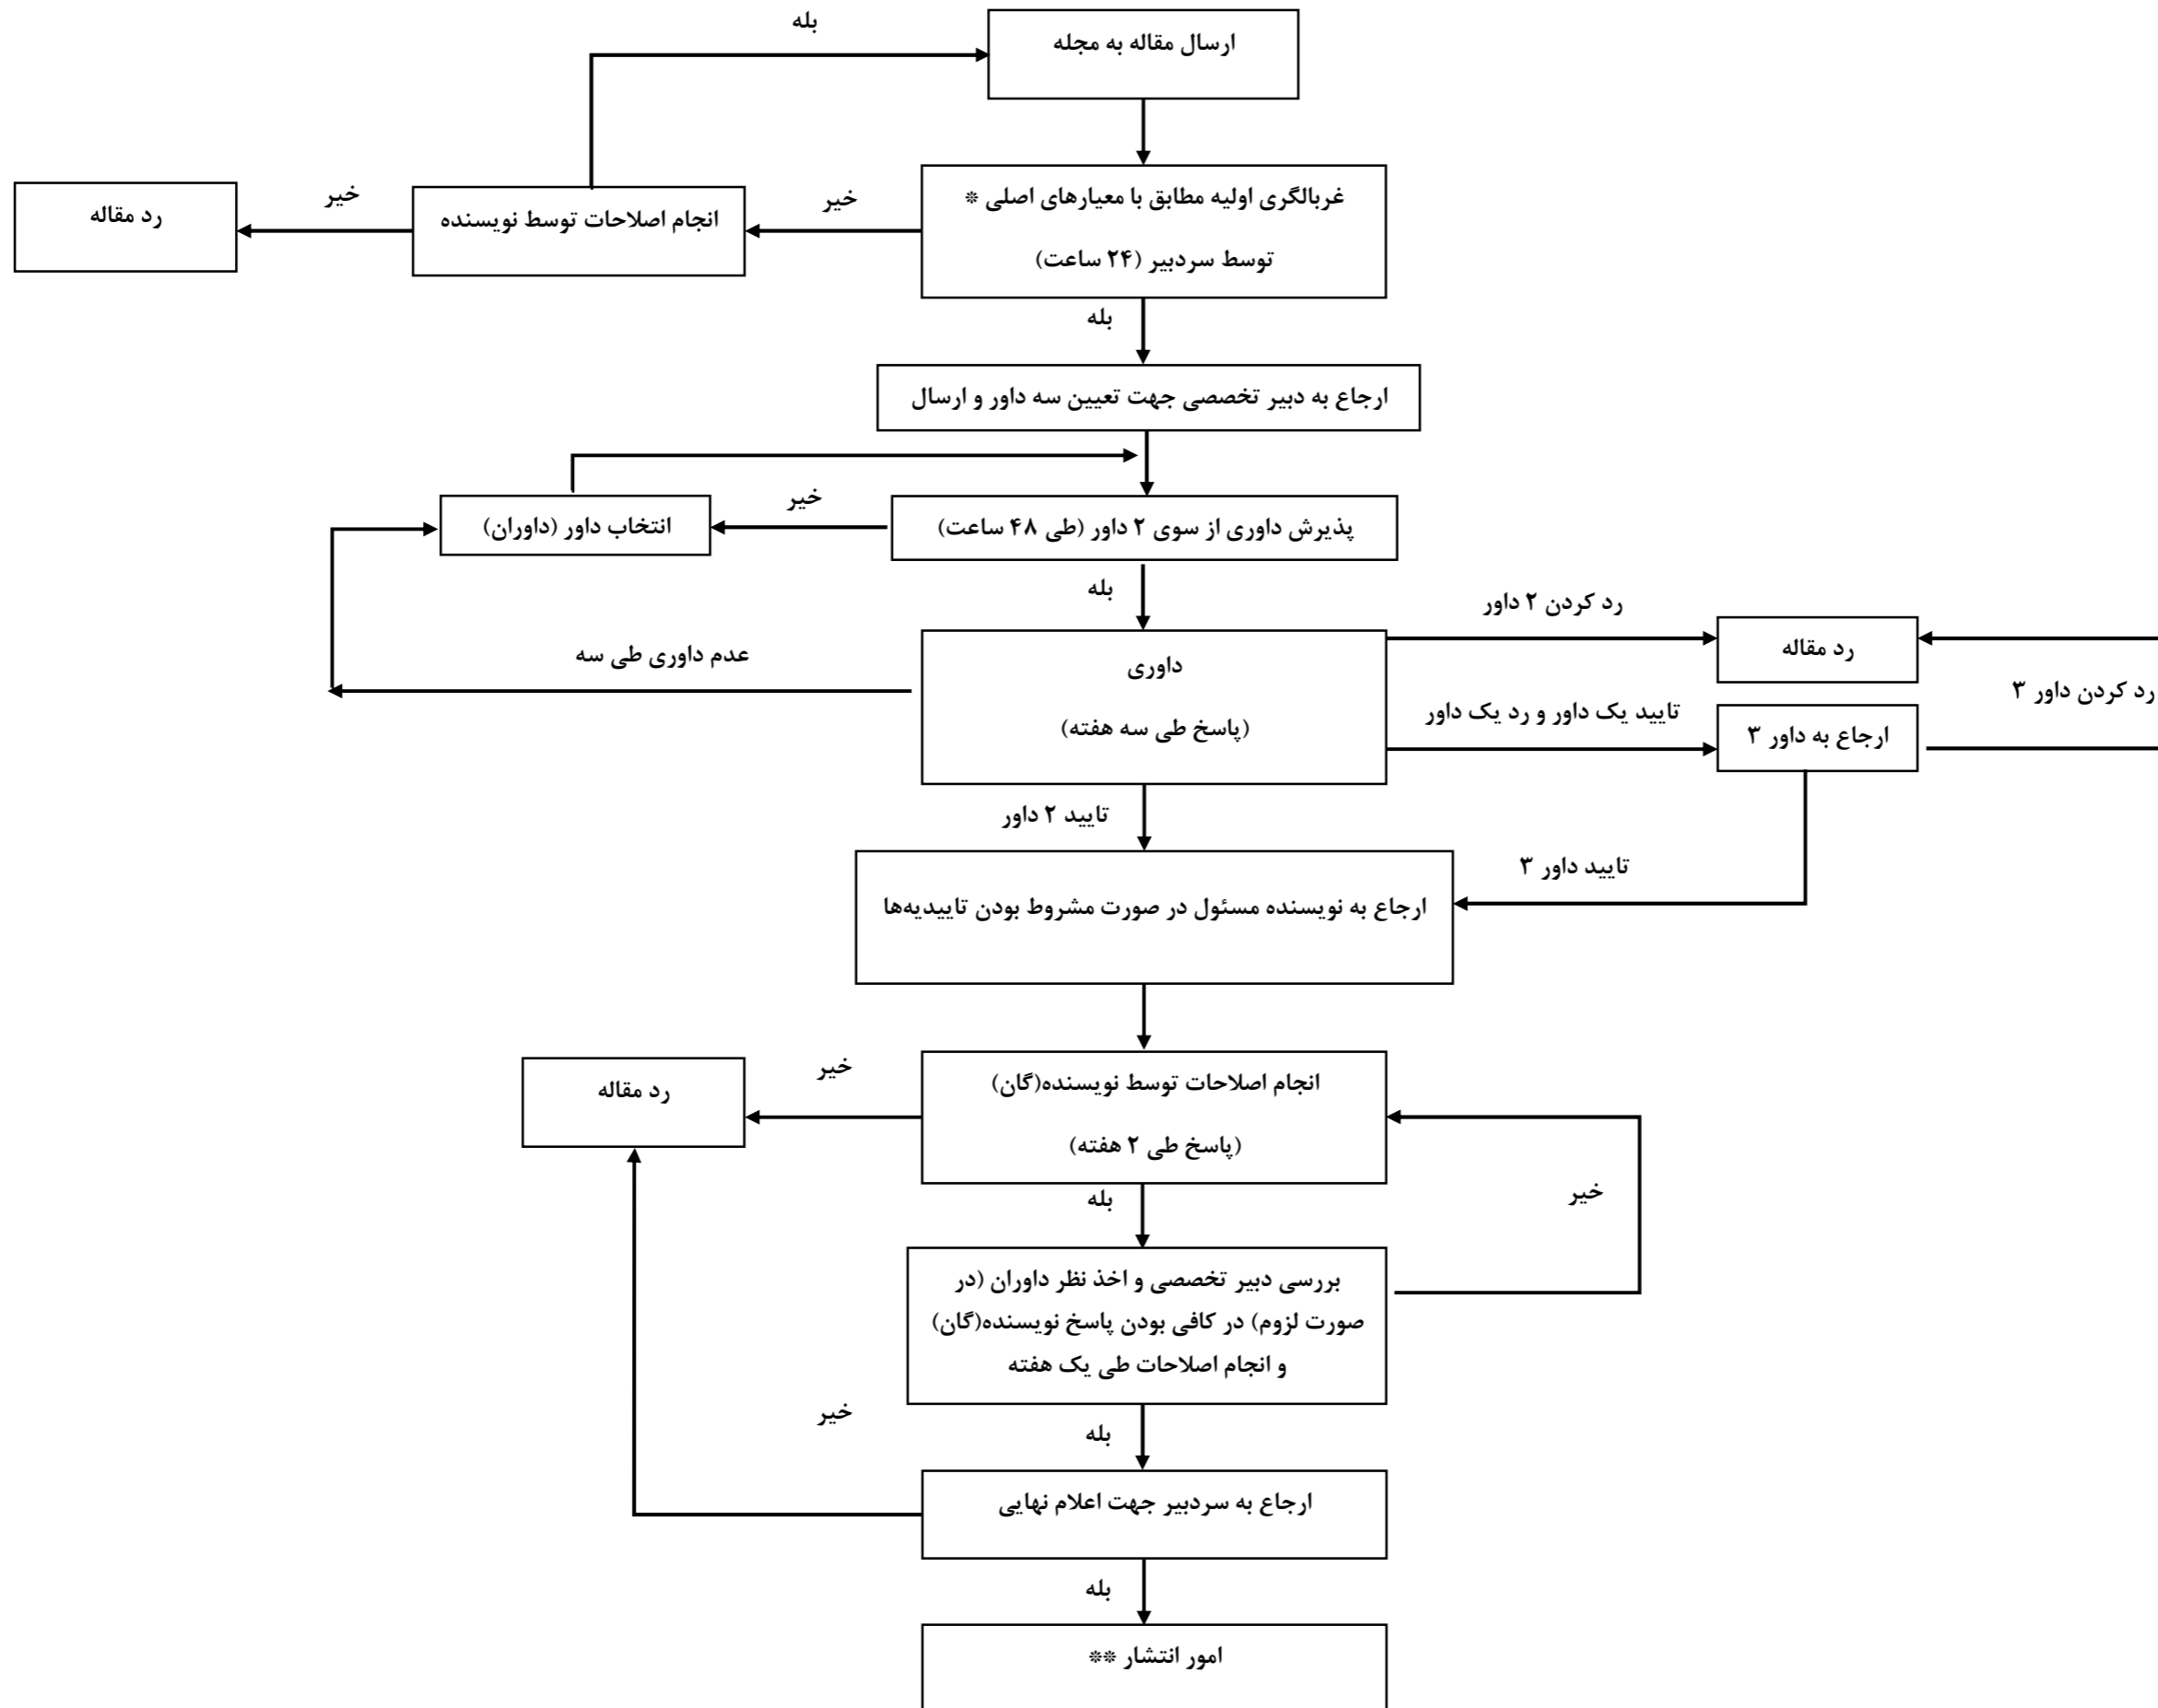 ارسال مقاله به مجله
بله
غربالگری اولیه مطابق با معیارهای اصلی *
توسط سردبیر (۲۴ ساعت)
خیر
انجام اصلاحات توسط نویسنده
خیر
رد مقاله
بله
ارجاع به دبیر تخصصی جهت تعیین سه داور و ارسال
پذیرش داوری از سوی ۲ داور (طی ۴۸ ساعت)
خیر
انتخاب داور (داوران)
بله
داوری
(پاسخ طی سه هفته)
عدم داوری طی سه
رد کردن ۲ داور
رد مقاله
رد کردن داور ۳
تایید یک داور و رد یک داور
ارجاع به داور ۳
تایید ۲ داور
تایید داور ۳
ارجاع به نویسنده مسئول در صورت مشروط بودن تاییدیه‌ها
انجام اصلاحات توسط نویسنده(گان)
(پاسخ طی ۲ هفته)
خیر
رد مقاله
بله
خیر
بررسی دبیر تخصصی و اخذ نظر داوران (در
صورت لزوم) در کافی بودن پاسخ نویسنده(گان)
و انجام اصلاحات طی یک هفته
خیر
بله
ارجاع به سردبیر جهت اعلام نهایی
بله
امور انتشار **